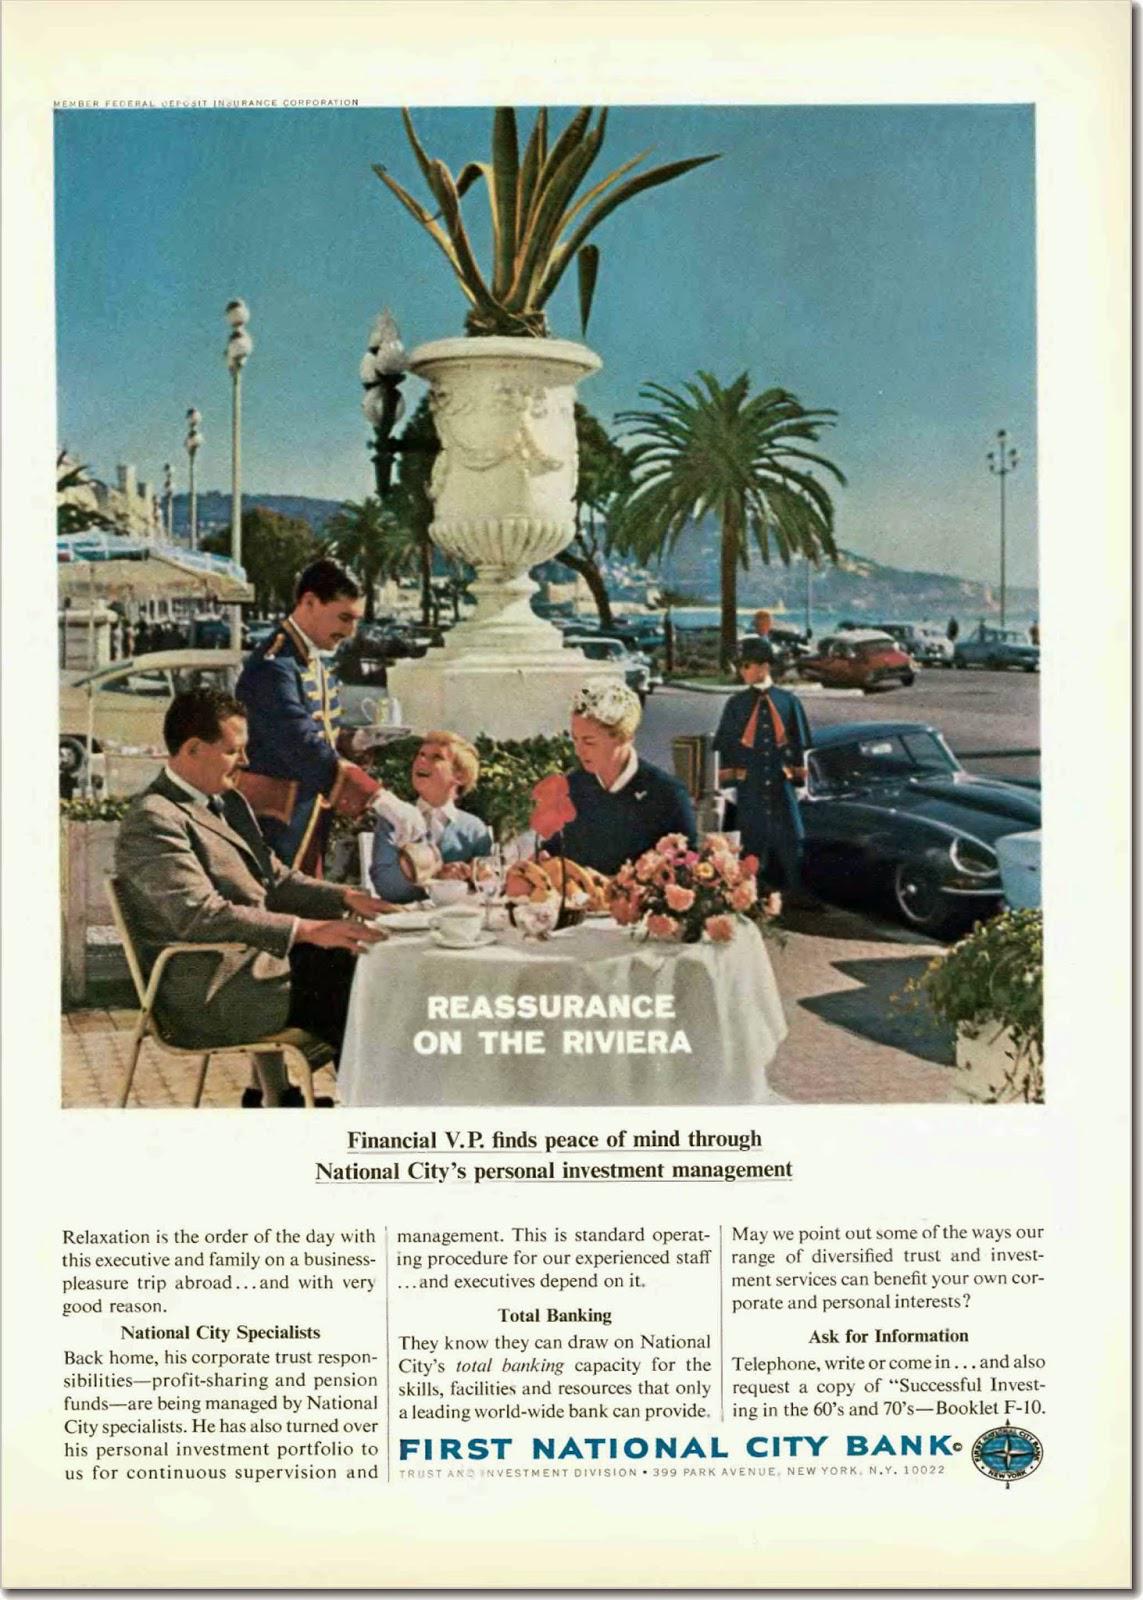 MEMBER FEDERAL DEPOSIT INSURANCE CORPORATION
REASSURANCE
ON THE RIVIERA
Financial V.P. finds peace of mind through
National City's personal investment management
Relaxation is the order of the day with
this executive and family on a business-
pleasure trip abroad...and with very
good reason.
National City Specialists
Back home, his corporate trust respon-
sibilities—profit-sharing and pension
funds—are being managed by National
City specialists. He has also turned over
his personal investment portfolio to
us for continuous supervision and
management. This is standard operat-
ing procedure for our experienced staff
...and executives depend on it.
Total Banking
They know they can draw on National
City's total banking capacity for the
skills, facilities and resources that only
a leading world-wide bank can provide.
May we point out some of the ways our
range of diversified trust and invest-
ment services can benefit your own cor-
porate and personal interests?
Ask for Information
Telephone, write or come in...and also
request a copy of "Successful Invest-
ing in the 60's and 70's—Booklet F-10.
FIRST NATIONAL CITY BANK©
TRUST AND INVESTMENT DIVISION • 399 PARK AVENUE, NEW YORK, N.Y. 10022
FIRST NATIONAL CITY BANK
NEW YORK